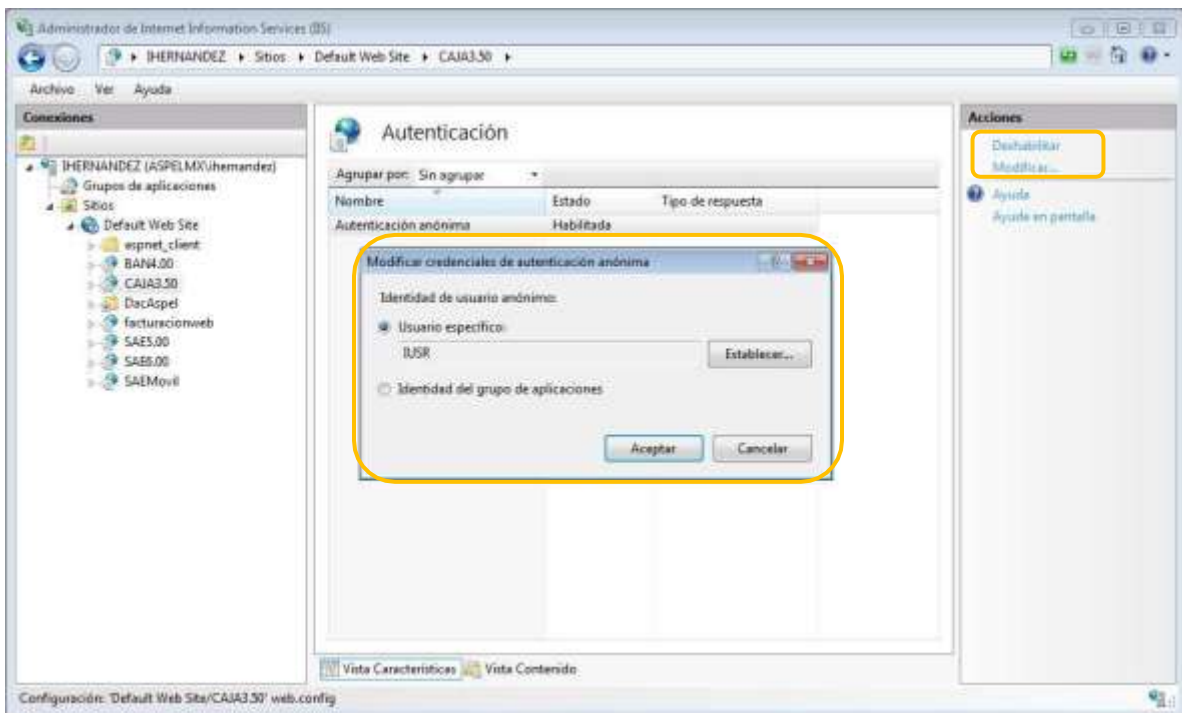 Administrador de Internet Information Services (IIS)
IHERNANDEZ Sitios Default Web Site CAJA3.50
Archivo Ver Ayuda
Conexiones
IHERNANDEZ (ASPELMX\ihernandez)
Grupos de aplicaciones
Sitios
Default Web Site
aspnet_client
BAN4.00
CAJA3.50
DacAspel
facturacionweb
SAE5.00
SAE6.00
SAEMovil
Autenticación
Agrupar por: Sin agrupar
Nombre Estado Tipo de respuesta
Autenticación anónima Habilitada
Modificar credenciales de autenticación anónima
Identidad de usuario anónimo:
Usuario específico:
IUSR
Establecer...
Identidad del grupo de aplicaciones
Aceptar Cancelar
Vista Características Vista Contenido
Acciones
Deshabilitar
Modificar...
Ayuda
Ayuda en pantalla
Configuración: 'Default Web Site/CAJA3.50' web.config